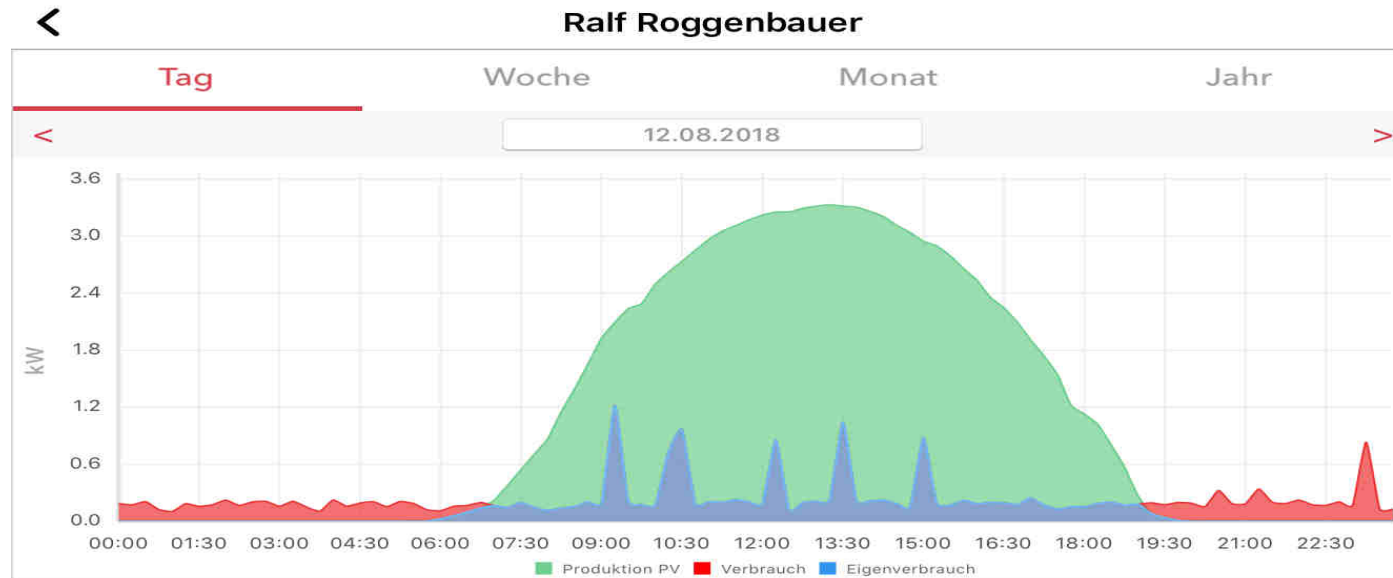 Ralf Roggenbauer
Tag Woche Monat Jahr
< 12.08.2018 >
3.6
3.0
2.4
1.8
1.2
0.6
0.0
kW
00:00 01:30 03:00 04:30 06:00 07:30 09:00 10:30 12:00 13:30 15:00 16:30 18:00 19:30 21:00 22:30
Produktion PV Verbrauch Eigenverbrauch